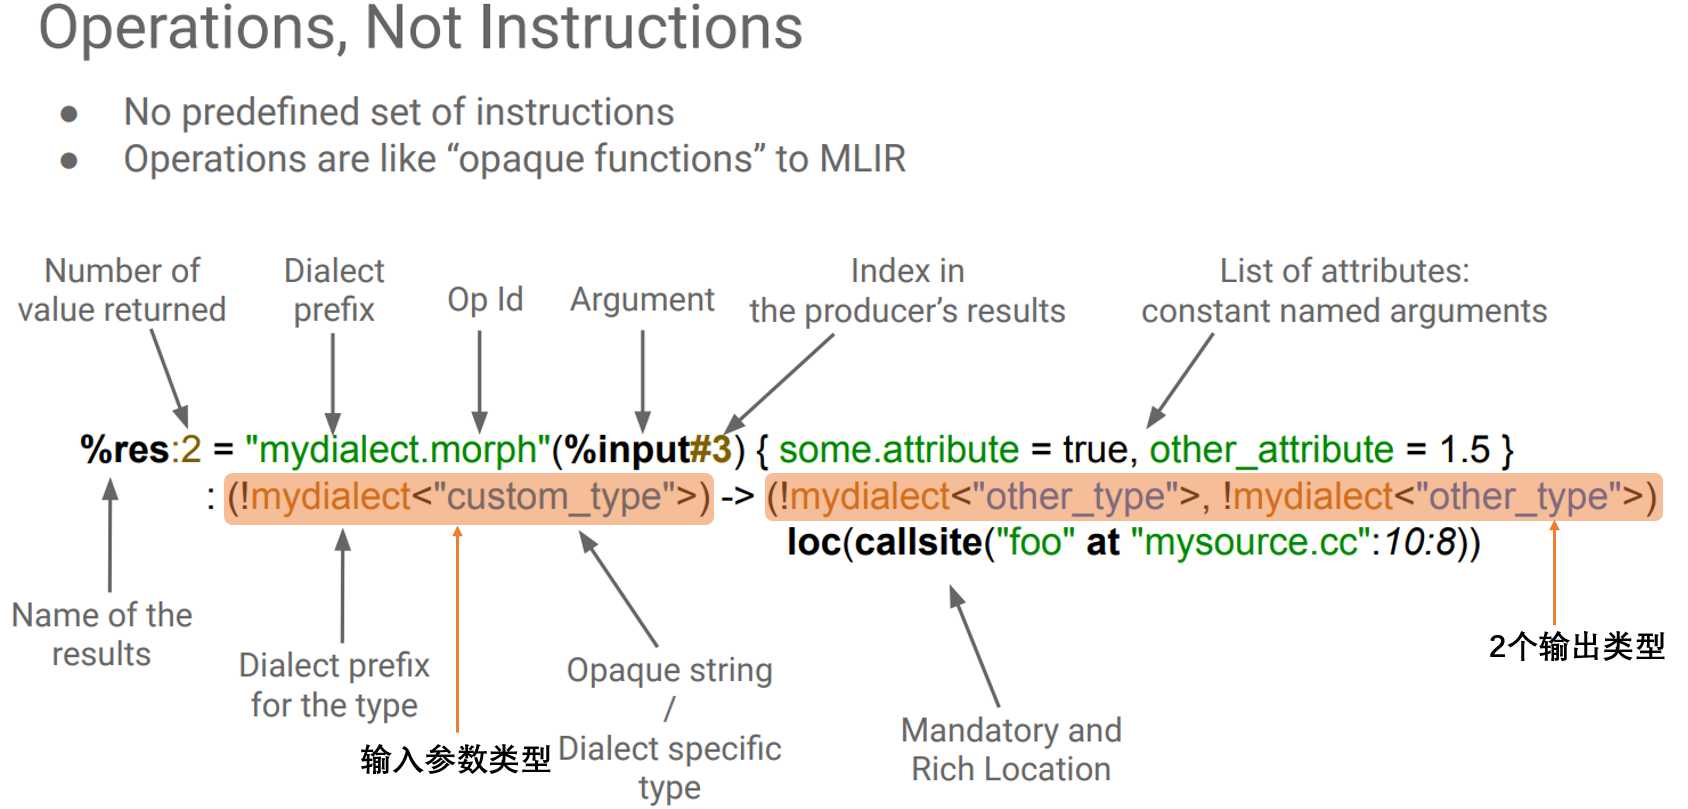 Operations, Not Instructions
● No predefined set of instructions
● Operations are like “opaque functions” to MLIR
Number of
value returned
Dialect
prefix
Op Id
Argument
Index in
the producer’s results
List of attributes:
constant named arguments
%res:2 = "mydialect.morph"(%input#3) { some.attribute = true, other_attribute = 1.5 }
: (!mydialect<"custom_type">) -> (!mydialect<"other_type">, !mydialect<"other_type">)
loc(callsite("foo" at "mysource.cc":10:8))
Name of the
results
Dialect prefix
for the type
输入参数类型
Opaque string
/
Dialect specific
type
Mandatory and
Rich Location
2个输出类型